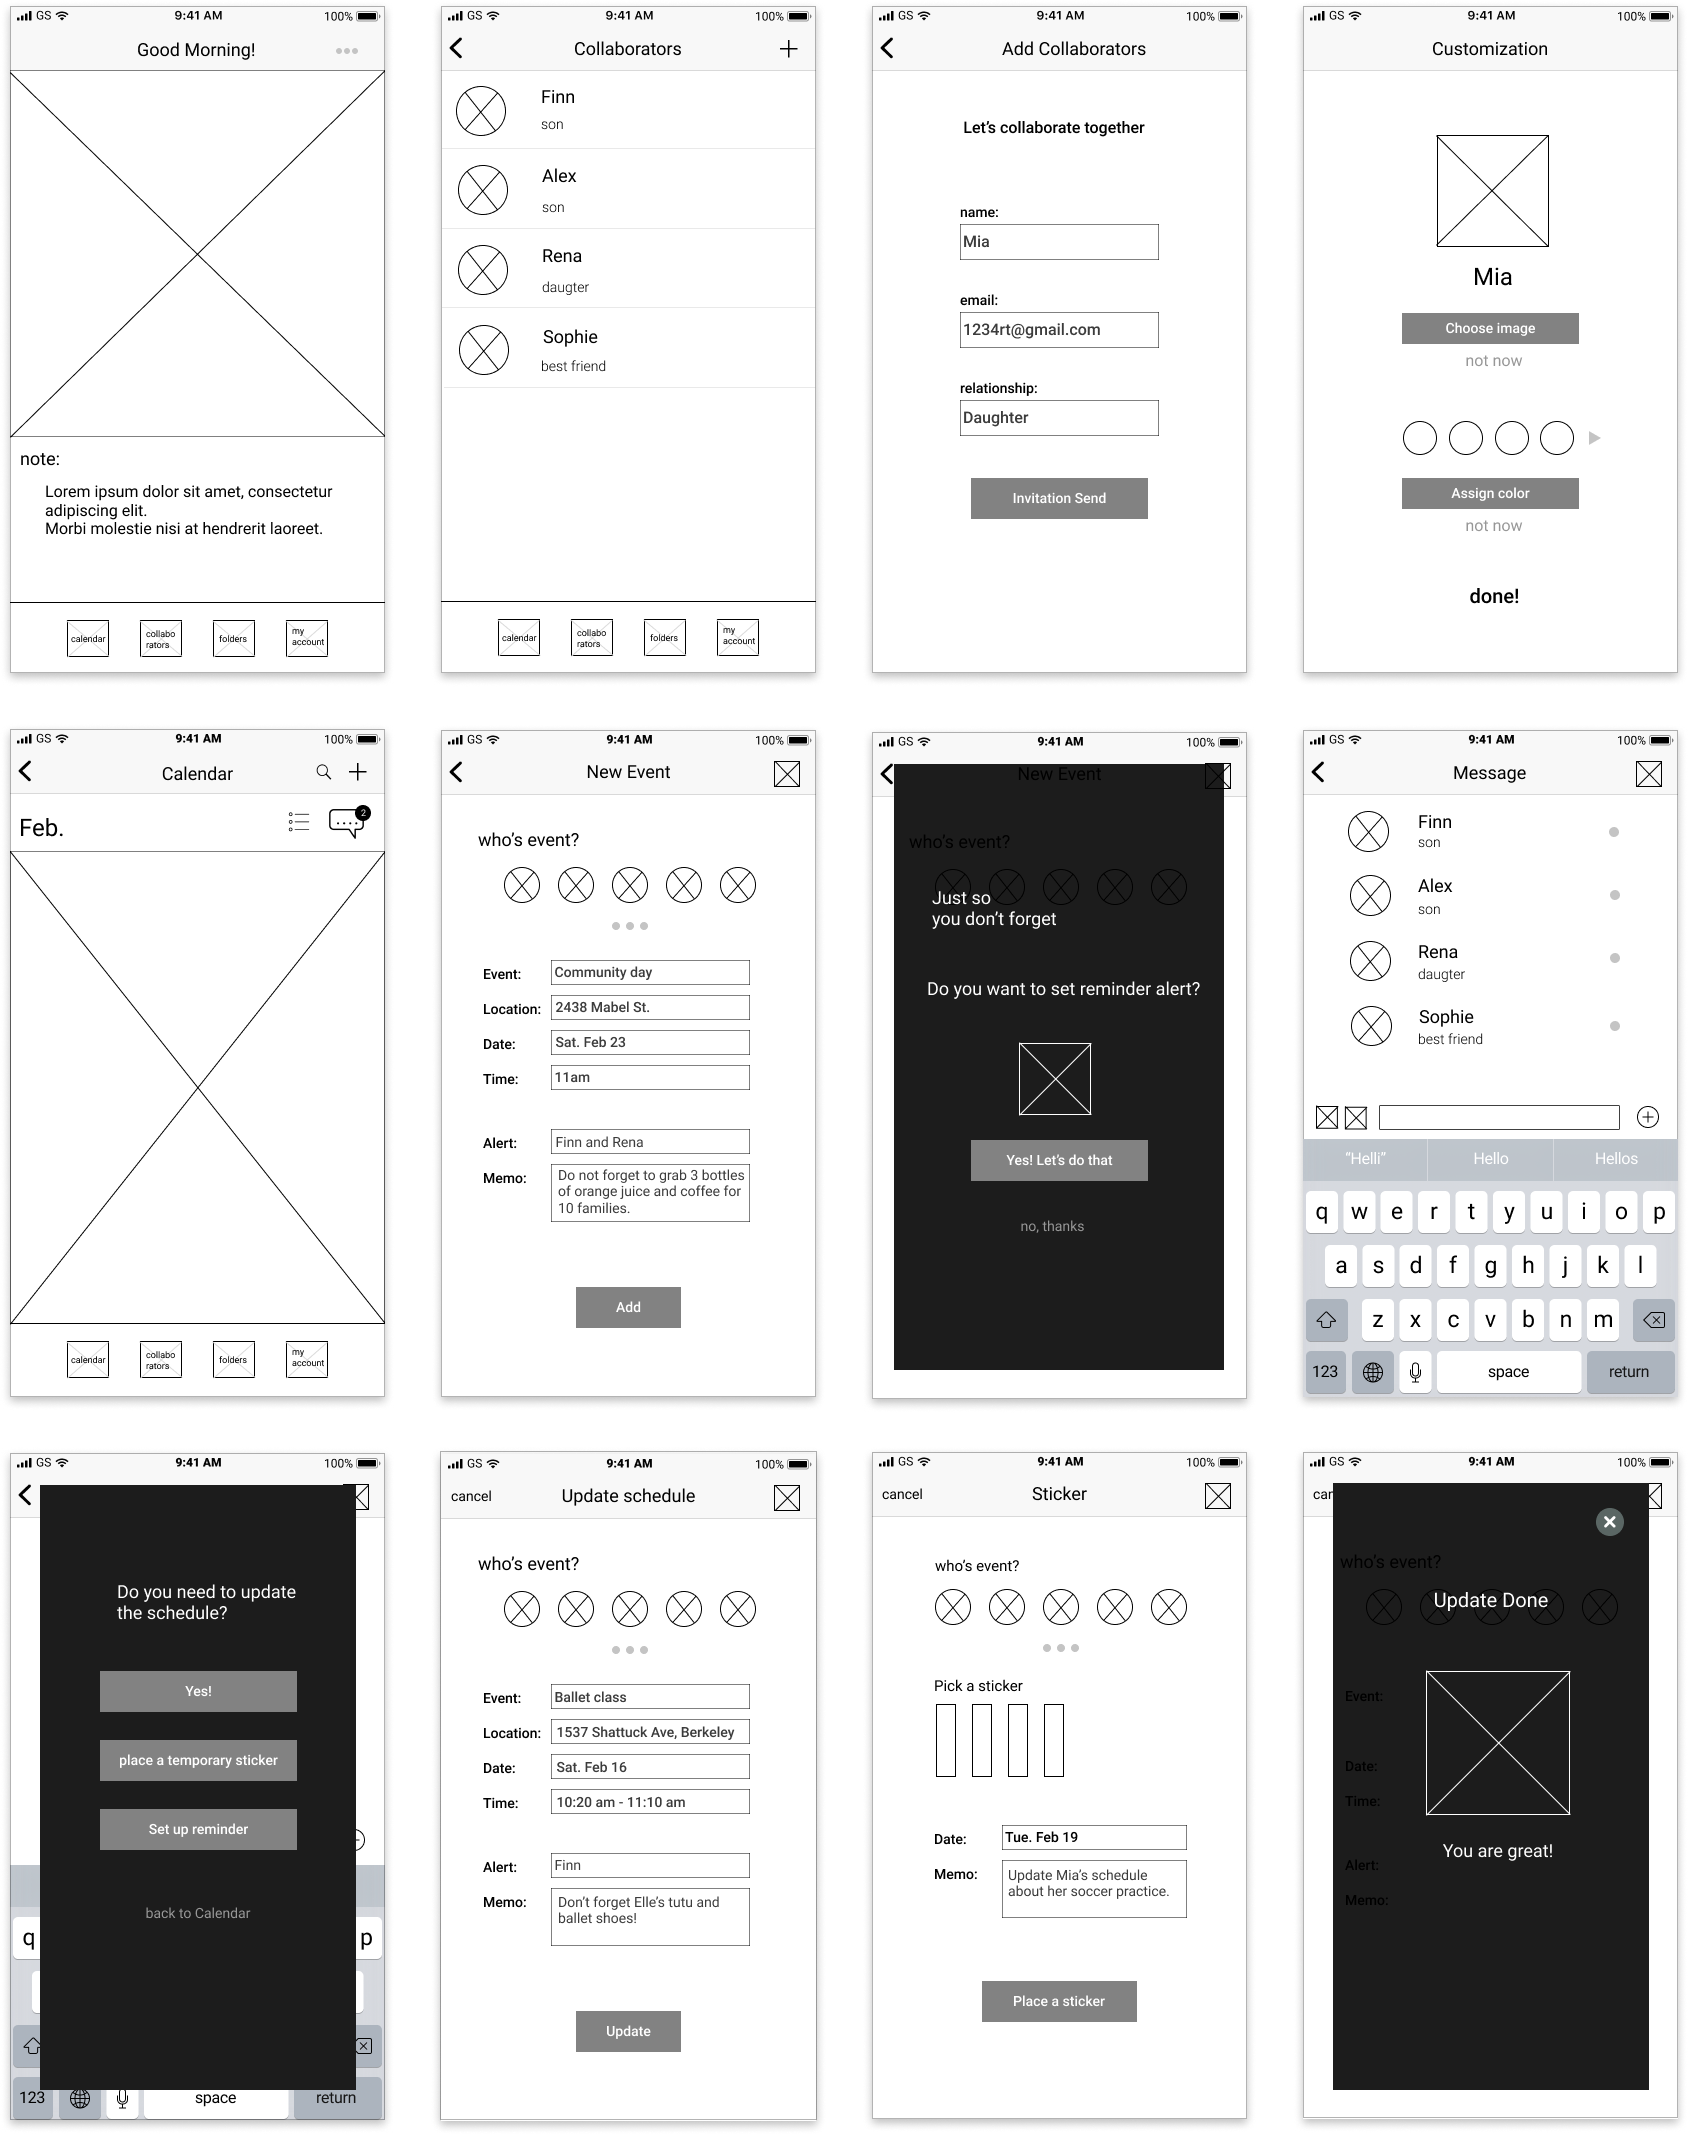 GS 9:41 AM 100%
Good Morning!
note:
Lorem ipsum dolor sit amet, consectetur
adipiscing elit.
Morbi molestie nisi at hendrerit laoreet.
calendar
collabo
rators
folders
my
account
GS 9:41 AM 100%
Collaborators
Finn
son
Alex
son
Rena
daugter
Sophie
best friend
calendar
collabo
rators
folders
my
account
GS 9:41 AM 100%
Add Collaborators
Let's collaborate together
name:
Mia
email:
1234rt@gmail.com
relationship:
Daughter
Invitation Send
GS 9:41 AM 100%
Customization
Mia
Choose image
not now
Assign color
not now
done!
GS 9:41 AM 100%
Calendar
Feb.
2
calendar
collabo
rators
folders
my
account
GS 9:41 AM 100%
New Event
who's event?
Event: Community day
Location: 2438 Mabel St.
Date: Sat. Feb 23
Time: 11am
Alert: Finn and Rena
Memo: Do not forget to grab 3 bottles
of orange juice and coffee for
10 families.
Add
GS 9:41 AM 100%
New Event
who's event?
Just so
you don't forget
Do you want to set reminder alert?
Yes! Let's do that
no, thanks
GS 9:41 AM 100%
Message
Finn
son
Alex
son
Rena
daugter
Sophie
best friend
"Helli" Hello Hellos
q w e r t y u i o p
a s d f g h j k l
z x c v b n m
123 space return
GS 9:41 AM 100%
Do you need to update
the schedule?
Yes!
place a temporary sticker
Set up reminder
back to Calendar
q p
123 space return
GS 9:41 AM 100%
cancel Update schedule
who's event?
Event: Ballet class
Location: 1537 Shattuck Ave, Berkeley
Date: Sat. Feb 16
Time: 10:20 am - 11:10 am
Alert: Finn
Memo: Don't forget Elle's tutu and
ballet shoes!
Update
GS 9:41 AM 100%
cancel Sticker
who's event?
Pick a sticker
Date: Tue. Feb 19
Memo: Update Mia's schedule
about her soccer practice.
Place a sticker
GS 9:41 AM 100%
can
who's event?
Update Done
Event:
Date:
Time:
You are great!
Alert:
Memo: